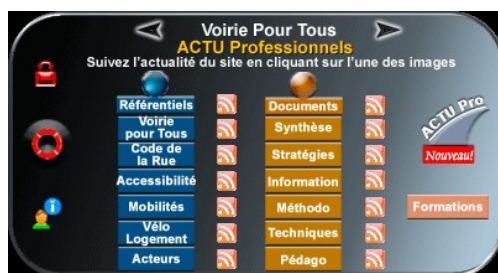 Voirie Pour Tous
ACTU Professionnels
Suivez l'actualité du site en cliquant sur l'une des images
Référentiels
Documents
Voirie
pour Tous
Synthèse
Code de
la Rue
Stratégies
Accessibilité
Information
Mobilités
Méthodo
Vélo
Logement
Techniques
Acteurs
Pédago
ACTU Pro
Nouveau!
Formations